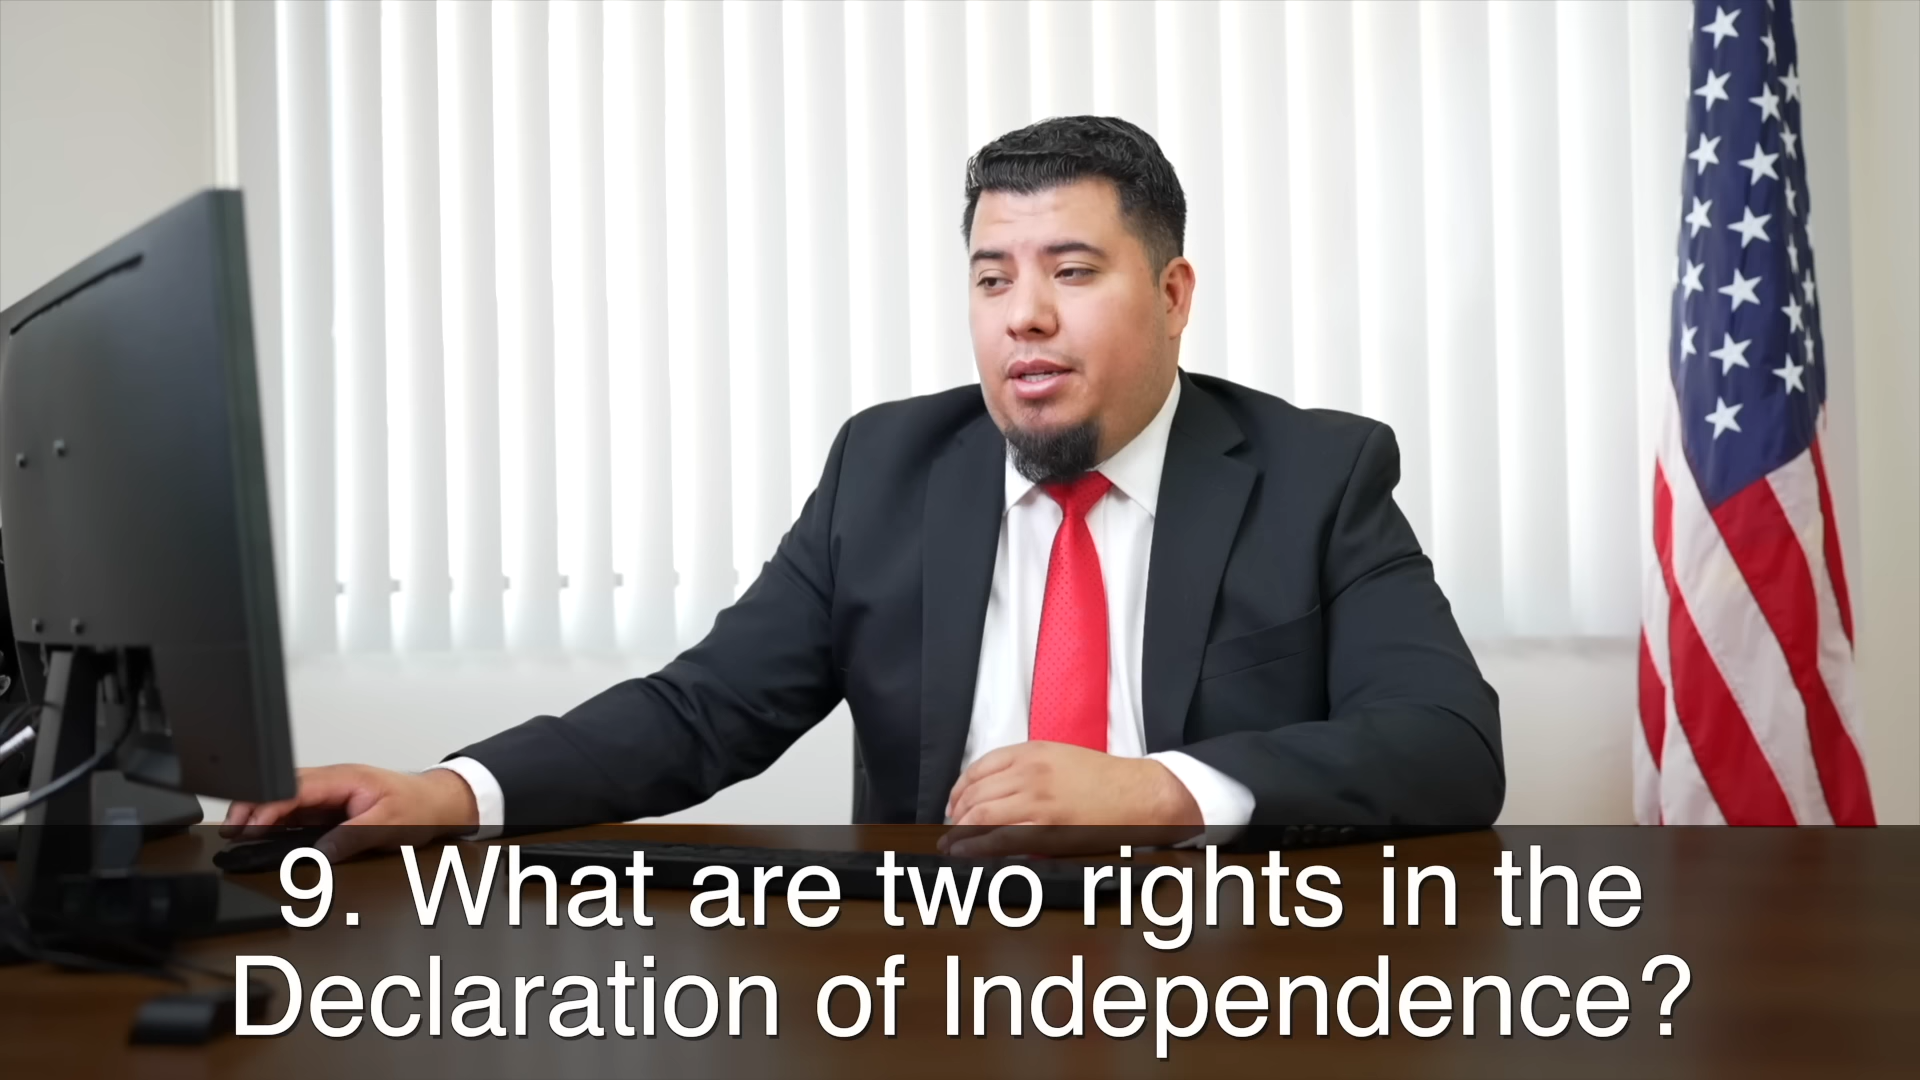 9. What are two rights in the
Declaration of Independence?